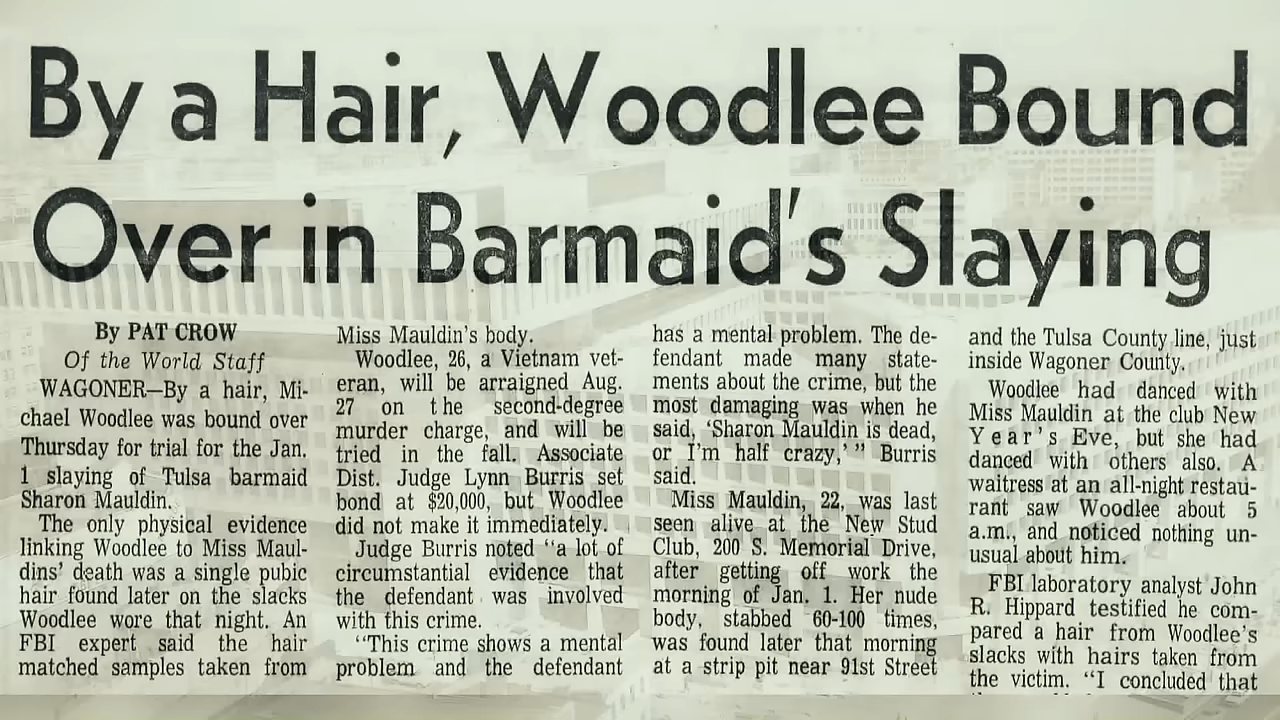 By a Hair, Woodlee Bound
Over in Barmaid's Slaying
By PAT CROW
Of the World Staff
WAGONER—By a hair, Mi-
chael Woodlee was bound over
Thursday for trial for the Jan.
1 slaying of Tulsa barmaid
Sharon Mauldin.
The only physical evidence
linking Woodlee to Miss Maul-
dins' death was a single pubic
hair found later on the slacks
Woodlee wore that night. An
FBI expert said the hair
matched samples taken from
Miss Mauldin's body.
Woodlee, 26, a Vietnam vet-
eran, will be arraigned Aug.
27 on the second-degree
murder charge, and will be
tried in the fall. Associate
Dist. Judge Lynn Burris set
bond at $20,000, but Woodlee
did not make it immediately.
Judge Burris noted "a lot of
circumstantial evidence that
the defendant was involved
with this crime.
"This crime shows a mental
problem and the defendant
has a mental problem. The de-
fendant made many state-
ments about the crime, but the
most damaging was when he
said, 'Sharon Mauldin is dead,
or I'm half crazy,'" Burris
said.
Miss Mauldin, 22, was last
seen alive at the New Stud
Club, 200 S. Memorial Drive,
after getting off work the
morning of Jan. 1. Her nude
body, stabbed 60-100 times,
was found later that morning
at a strip pit near 91st Street
and the Tulsa County line, just
inside Wagoner County.
Woodlee had danced with
Miss Mauldin at the club New
Year's Eve, but she had
danced with others also. A
waitress at an all-night restau-
rant saw Woodlee about 5
a.m., and noticed nothing un-
usual about him.
FBI laboratory analyst John
R. Hippard testified he com-
pared a hair from Woodlee's
slacks with hairs taken from
the victim. "I concluded that